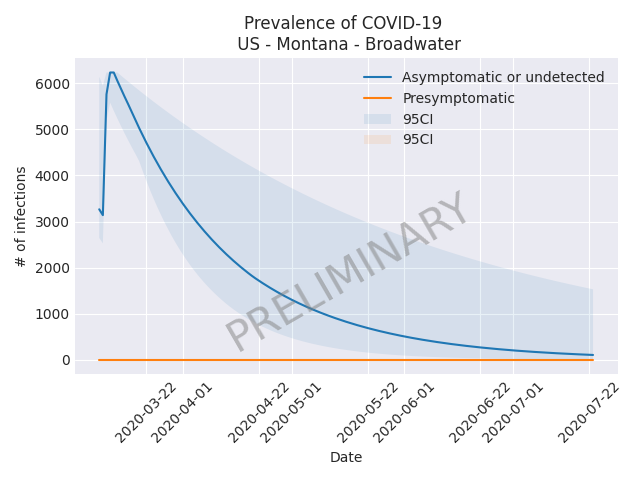 Prevalence of COVID-19
US - Montana - Broadwater
Asymptomatic or undetected
Presymptomatic
95CI
95CI
6000
5000
4000
3000
2000
1000
0
# of infections
PRELIMINARY
2020-03-22
2020-04-01
2020-04-22
2020-05-01
2020-05-22
2020-06-01
2020-06-22
2020-07-01
2020-07-22
Date